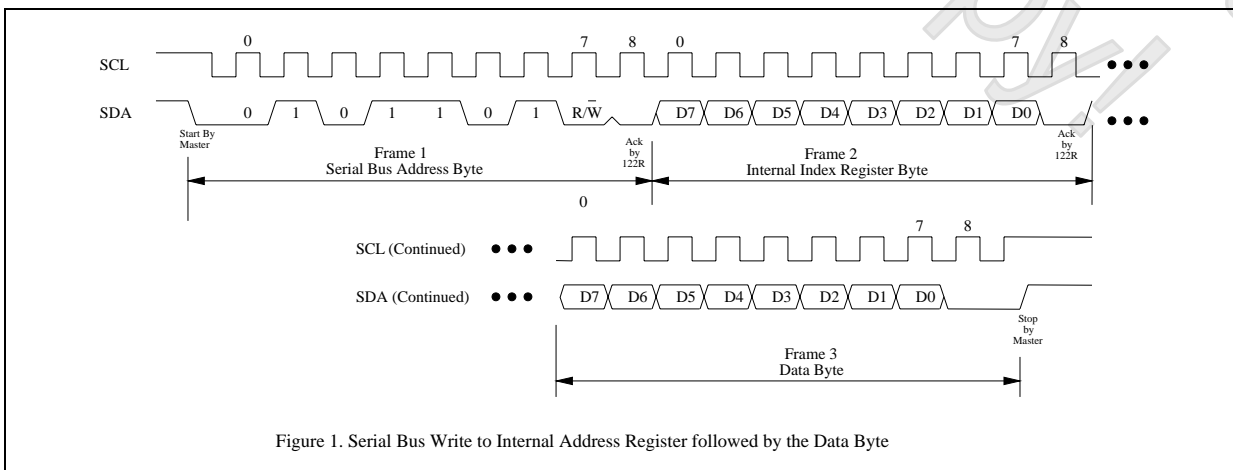 0 7 8 0 7 8
SCL
SDA 0 1 0 1 1 0 1 R/W̅ D7 D6 D5 D4 D3 D2 D1 D0
Start By
Master
Ack
by
122R
Ack
by
122R
Frame 1
Serial Bus Address Byte
Frame 2
Internal Index Register Byte
0
7 8
SCL (Continued)
SDA (Continued) D7 D6 D5 D4 D3 D2 D1 D0
Stop
by
Master
Frame 3
Data Byte
Figure 1. Serial Bus Write to Internal Address Register followed by the Data Byte